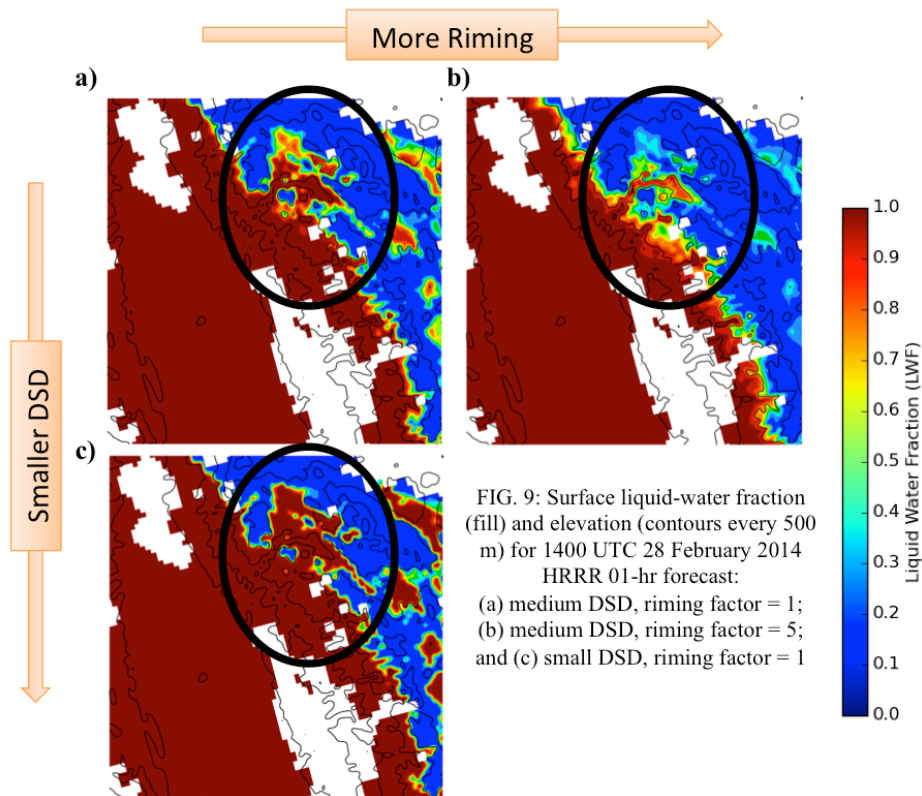 More Riming
a)
b)
Smaller DSD
c)
FIG. 9: Surface liquid-water fraction
(fill) and elevation (contours every 500
m) for 1400 UTC 28 February 2014
HRRR 01-hr forecast:
(a) medium DSD, riming factor = 1;
(b) medium DSD, riming factor = 5;
and (c) small DSD, riming factor = 1
1.0
0.9
0.8
0.7
0.6
0.5
0.4
0.3
0.2
0.1
0.0
Liquid Water Fraction (LWF)